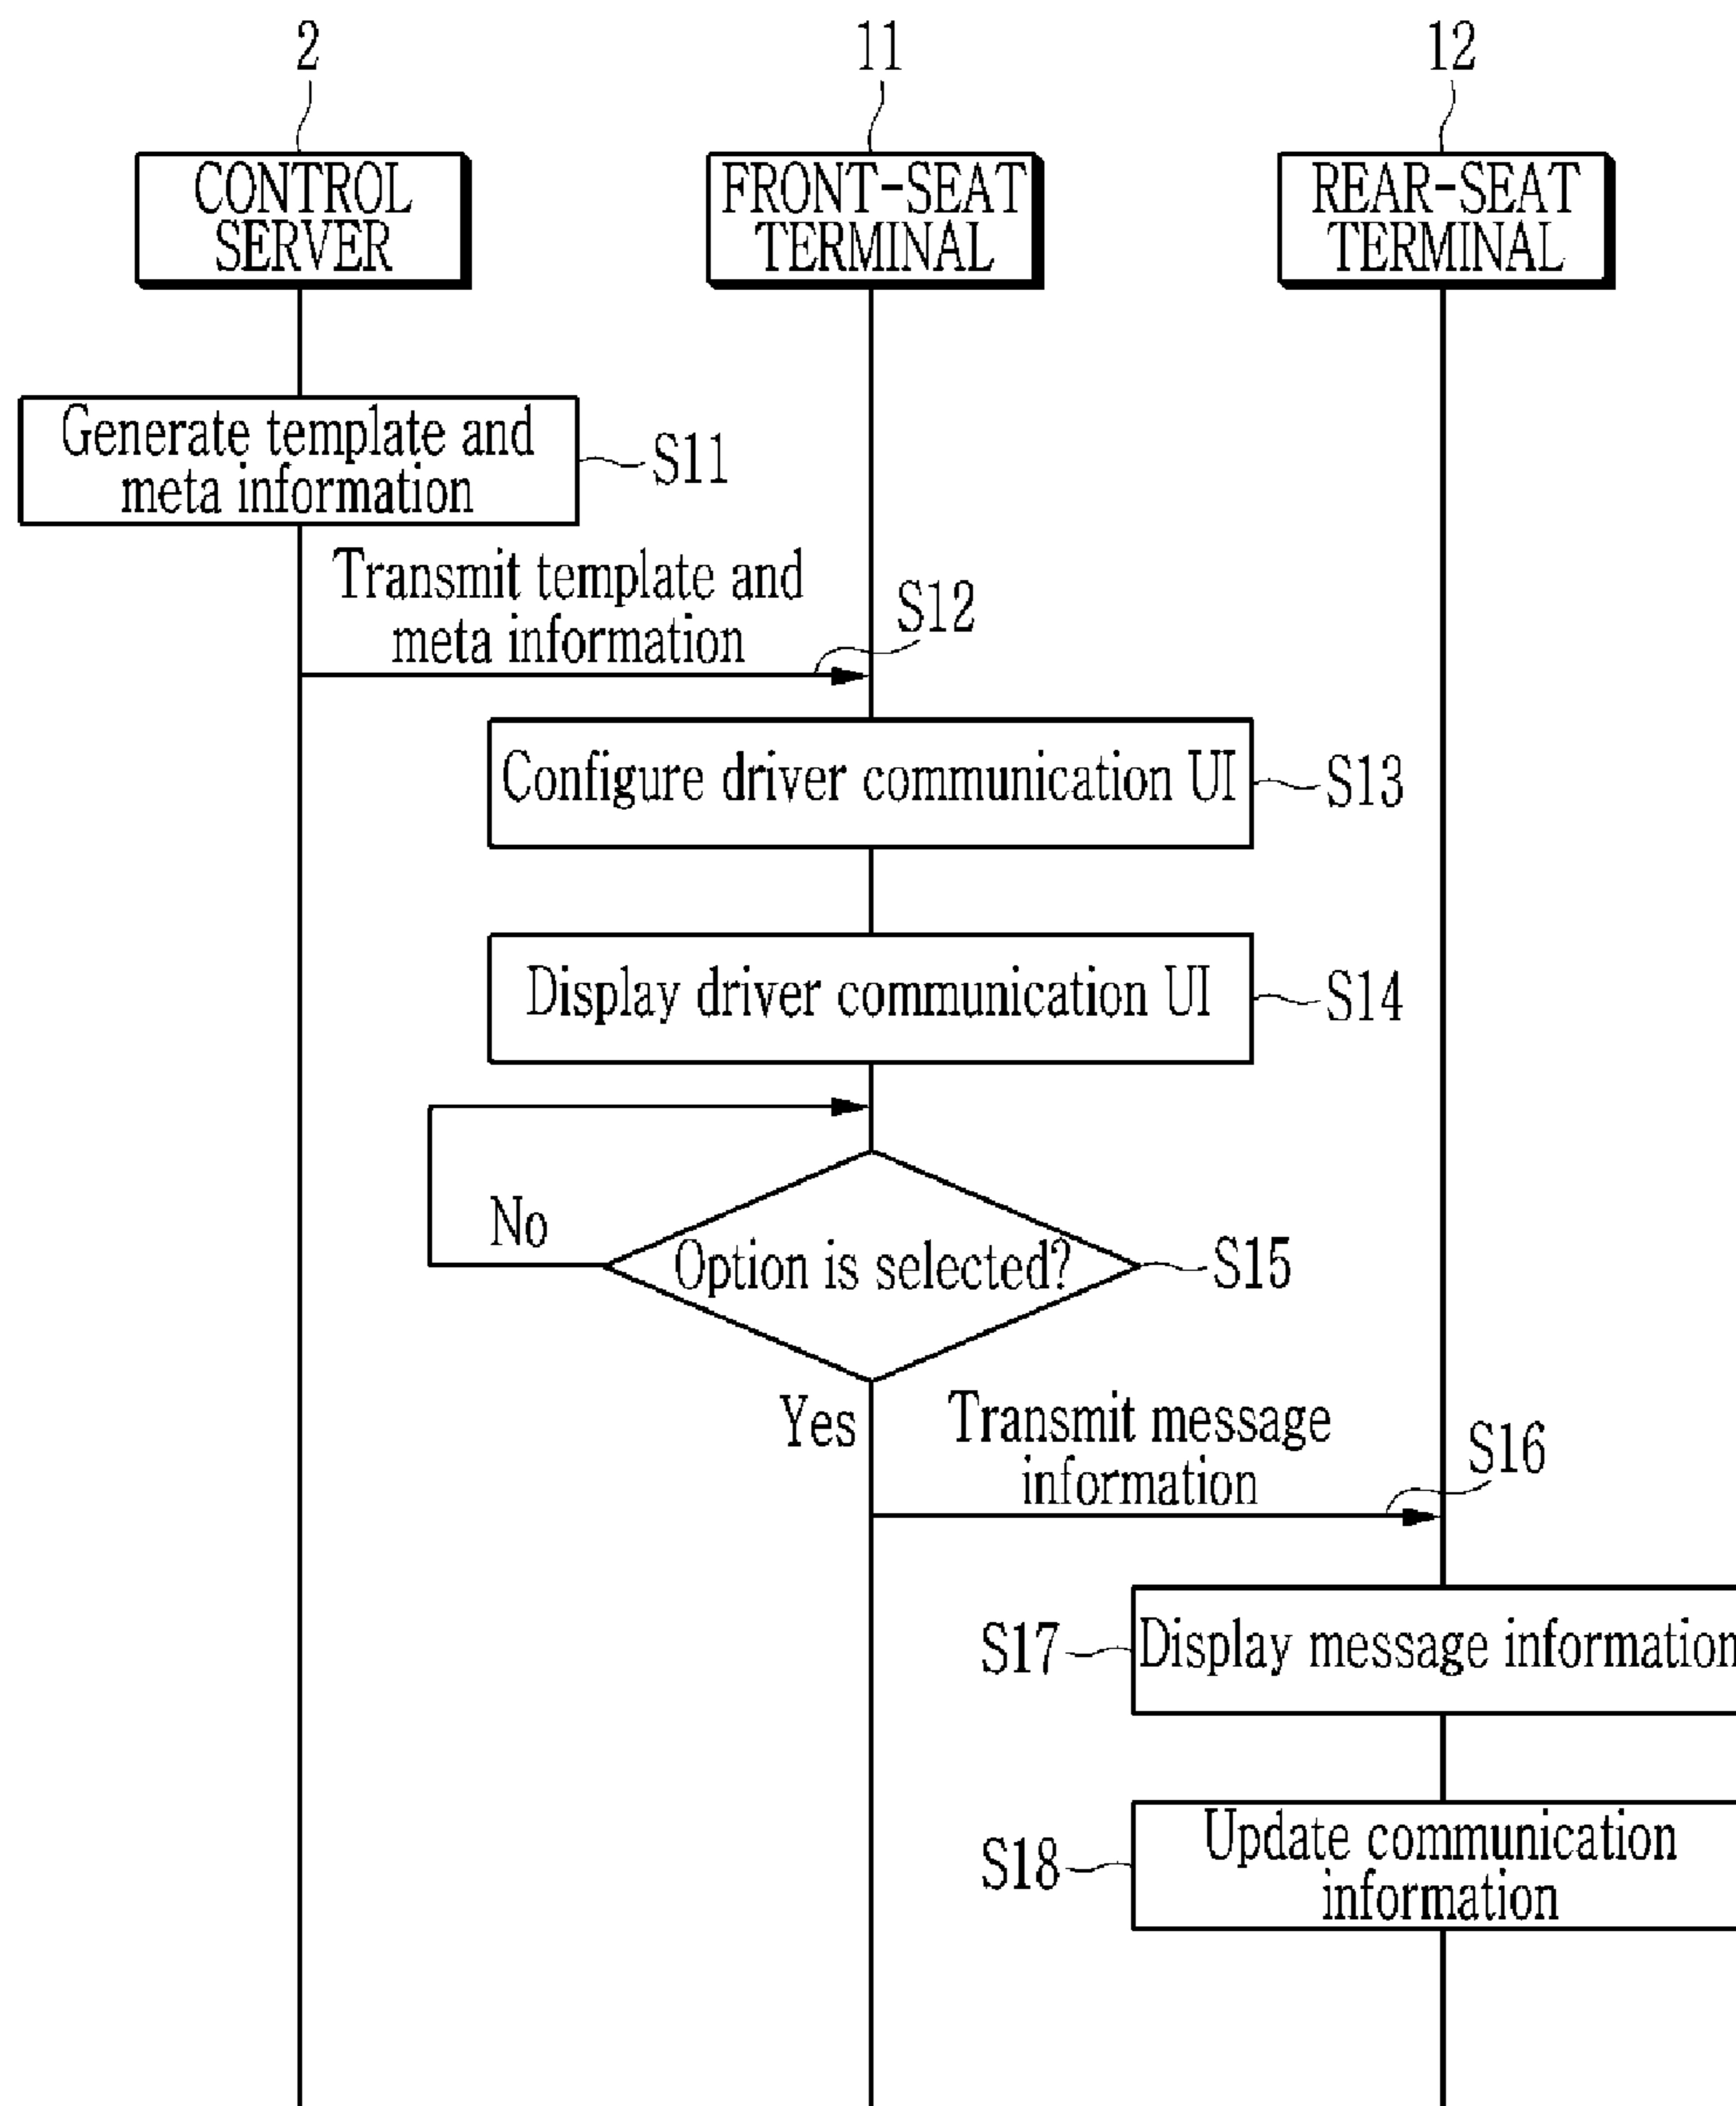 2
11
12
CONTROL
SERVER
FRONT-SEAT
TERMINAL
REAR-SEAT
TERMINAL
Generate template and
meta information
S11
Transmit template and
meta information
S12
Configure driver communication UI
S13
Display driver communication UI
S14
No
Option is selected?
S15
Yes
Transmit message
information
S16
S17
Display message information
S18
Update communication
information